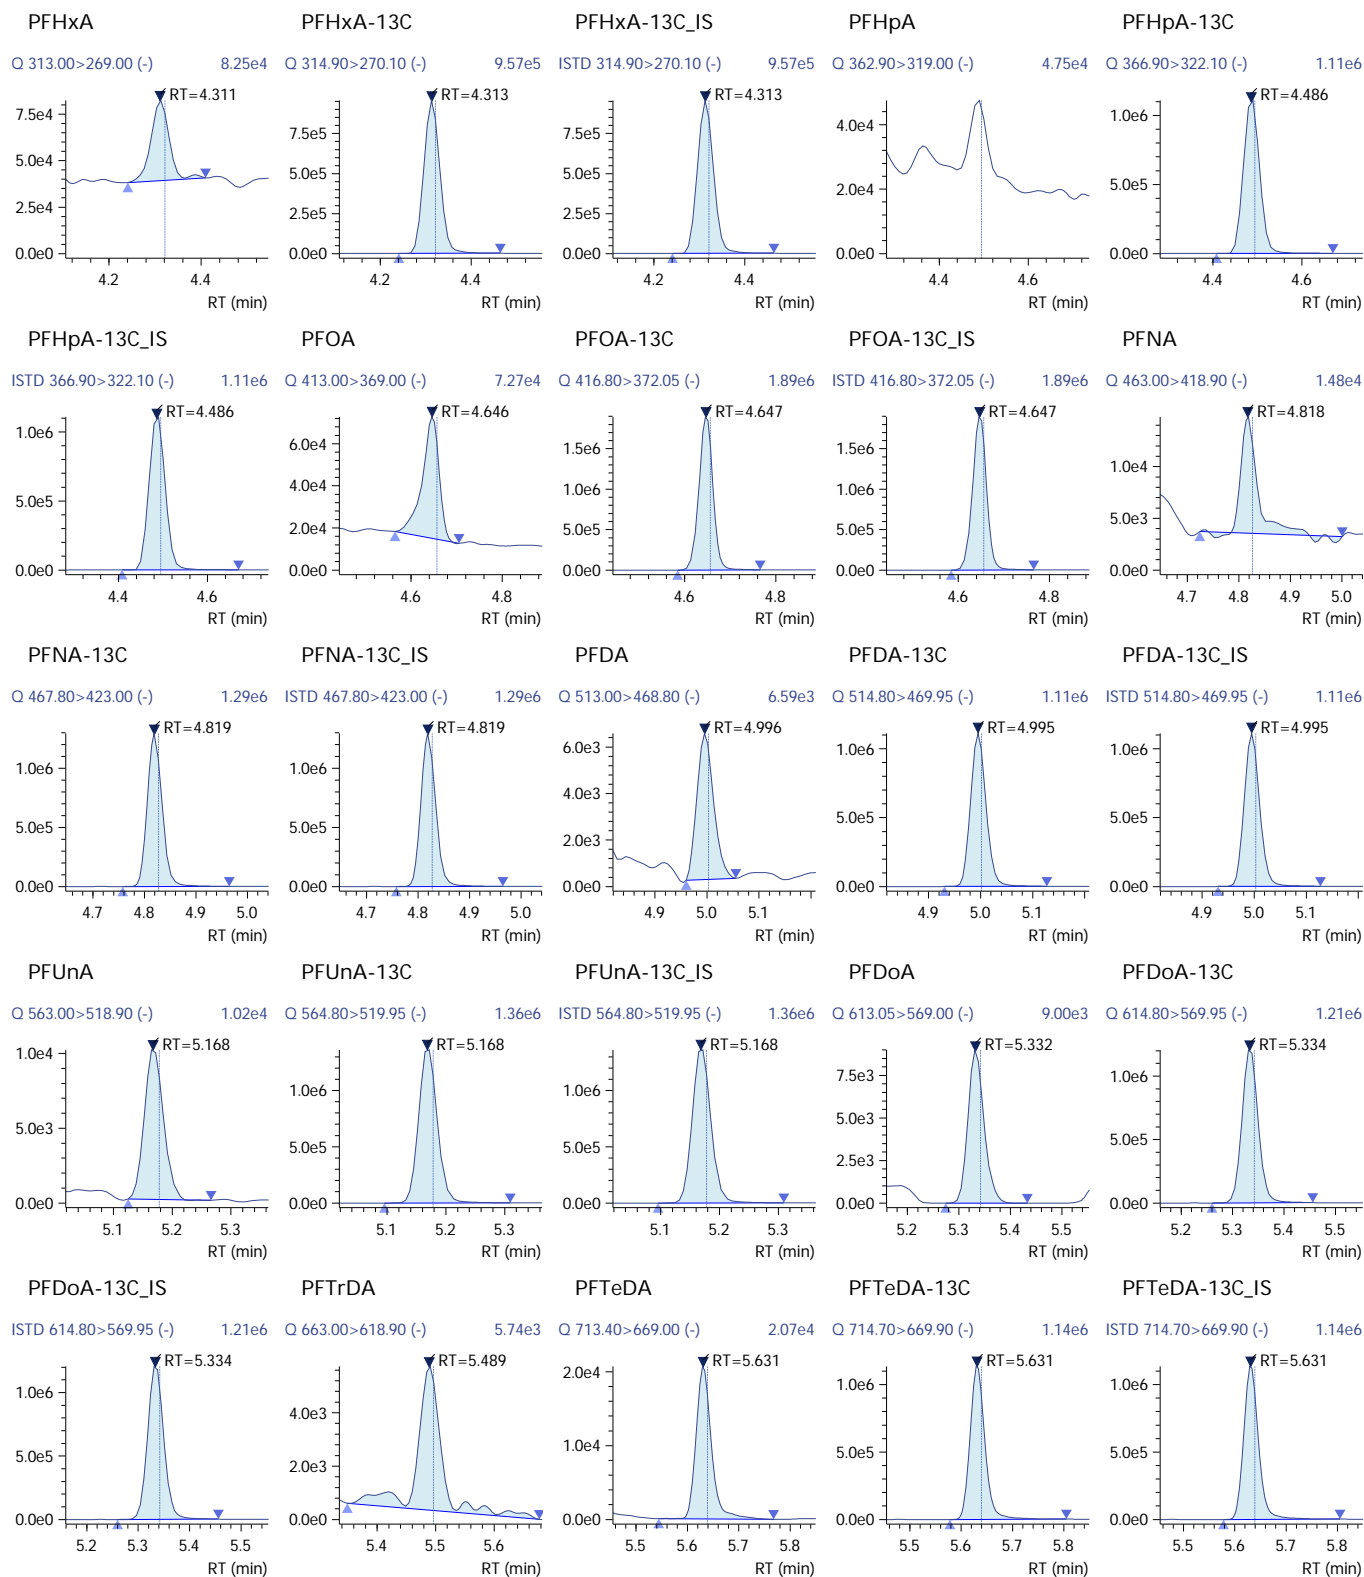 PFHxA PFHxA-13C PFHxA-13C_IS PFHpA PFHpA-13C
Q 313.00>269.00 (-) 8.25e4 Q 314.90>270.10 (-) 9.57e5 ISTD 314.90>270.10 (-) 9.57e5 Q 362.90>319.00 (-) 4.75e4 Q 366.90>322.10 (-) 1.11e6
RT=4.311 RT=4.313 RT=4.313 RT=4.486
7.5e4 7.5e5 7.5e5 4.0e4 1.0e6
5.0e4 5.0e5 5.0e5 2.0e4 5.0e5
2.5e4 2.5e5 2.5e5
0.0e0 0.0e0 0.0e0 0.0e0 0.0e0
4.2 4.4 4.2 4.4 4.2 4.4 4.4 4.6 4.4 4.6
RT (min) RT (min) RT (min) RT (min) RT (min)
PFHpA-13C_IS PFOA PFOA-13C PFOA-13C_IS PFNA
ISTD 366.90>322.10 (-) 1.11e6 Q 413.00>369.00 (-) 7.27e4 Q 416.80>372.05 (-) 1.89e6 ISTD 416.80>372.05 (-) 1.89e6 Q 463.00>418.90 (-) 1.48e4
RT=4.486 RT=4.646 RT=4.647 RT=4.647 RT=4.818
1.0e6 6.0e4 1.5e6 1.5e6 1.0e4
5.0e5 4.0e4 1.0e6 1.0e6 5.0e3
2.0e4 5.0e5 5.0e5
0.0e0 0.0e0 0.0e0 0.0e0 0.0e0
4.4 4.6 4.6 4.8 4.6 4.8 4.6 4.8 4.7 4.8 4.9 5.0
RT (min) RT (min) RT (min) RT (min) RT (min)
PFNA-13C PFNA-13C_IS PFDA PFDA-13C PFDA-13C_IS
Q 467.80>423.00 (-) 1.29e6 ISTD 467.80>423.00 (-) 1.29e6 Q 513.00>468.80 (-) 6.59e3 Q 514.80>469.95 (-) 1.11e6 ISTD 514.80>469.95 (-) 1.11e6
RT=4.819 RT=4.819 RT=4.996 RT=4.995 RT=4.995
1.0e6 1.0e6 6.0e3 1.0e6 1.0e6
5.0e5 5.0e5 4.0e3 5.0e5 5.0e5
2.0e3
0.0e0 0.0e0 0.0e0 0.0e0 0.0e0
4.7 4.8 4.9 5.0 4.7 4.8 4.9 5.0 4.9 5.0 5.1 4.9 5.0 5.1 4.9 5.0 5.1
RT (min) RT (min) RT (min) RT (min) RT (min)
PFUnA PFUnA-13C PFUnA-13C_IS PFDoA PFDoA-13C
Q 563.00>518.90 (-) 1.02e4 Q 564.80>519.95 (-) 1.36e6 ISTD 564.80>519.95 (-) 1.36e6 Q 613.05>569.00 (-) 9.00e3 Q 614.80>569.95 (-) 1.21e6
RT=5.168 RT=5.168 RT=5.168 RT=5.332 RT=5.334
1.0e4 1.0e6 1.0e6 7.5e3 1.0e6
5.0e3 5.0e5 5.0e5 5.0e3 5.0e5
2.5e3
0.0e0 0.0e0 0.0e0 0.0e0 0.0e0
5.1 5.2 5.3 5.1 5.2 5.3 5.1 5.2 5.3 5.2 5.3 5.4 5.5 5.2 5.3 5.4 5.5
RT (min) RT (min) RT (min) RT (min) RT (min)
PFDoA-13C_IS PFTrDA PFTeDA PFTeDA-13C PFTeDA-13C_IS
ISTD 614.80>569.95 (-) 1.21e6 Q 663.00>618.90 (-) 5.74e3 Q 713.40>669.00 (-) 2.07e4 Q 714.70>669.90 (-) 1.14e6 ISTD 714.70>669.90 (-) 1.14e6
RT=5.334 RT=5.489 RT=5.631 RT=5.631 RT=5.631
1.0e6 4.0e3 2.0e4 1.0e6 1.0e6
5.0e5 2.0e3 1.0e4 5.0e5 5.0e5
0.0e0 0.0e0 0.0e0 0.0e0 0.0e0
5.2 5.3 5.4 5.5 5.4 5.5 5.6 5.5 5.6 5.7 5.8 5.5 5.6 5.7 5.8 5.5 5.6 5.7 5.8
RT (min) RT (min) RT (min) RT (min) RT (min)